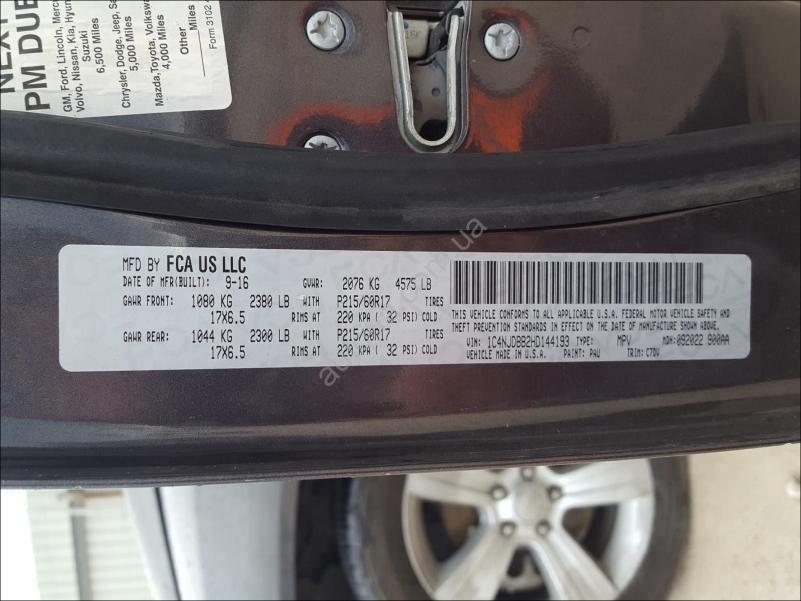 NEXT
PM DUE
GM, Ford, Lincoln, Merc
Volvo, Nissan, Kia, Hyun
Suzuki
6,500 Miles
Chrysler, Dodge, Jeep, Sa
5,000 Miles
Mazda, Toyota, Volksw
4,000 Miles
Other
Miles
Form 3102
MFD BY FCA US LLC
DATE OF MFR(BUILT): 9-16 GVWR: 2076 KG 4575 LB
GAWR FRONT: 1080 KG 2380 LB WITH P215/60R17 TIRES
17X6.5 RIMS AT 220 KPA ( 32 PSI) COLD
GAWR REAR: 1044 KG 2300 LB WITH P215/60R17 TIRES
17X6.5 RIMS AT 220 KPA ( 32 PSI) COLD
THIS VEHICLE CONFORMS TO ALL APPLICABLE U.S.A. FEDERAL MOTOR VEHICLE SAFETY AND
THEFT PREVENTION STANDARDS IN EFFECT ON THE DATE OF MANUFACTURE SHOWN ABOVE.
VIN: 1C4NJDBB2HD144193 TYPE: MPV MDH: 092022 900AA
VEHICLE MADE IN U.S.A. PAINT: PAU TRIM: C7DV